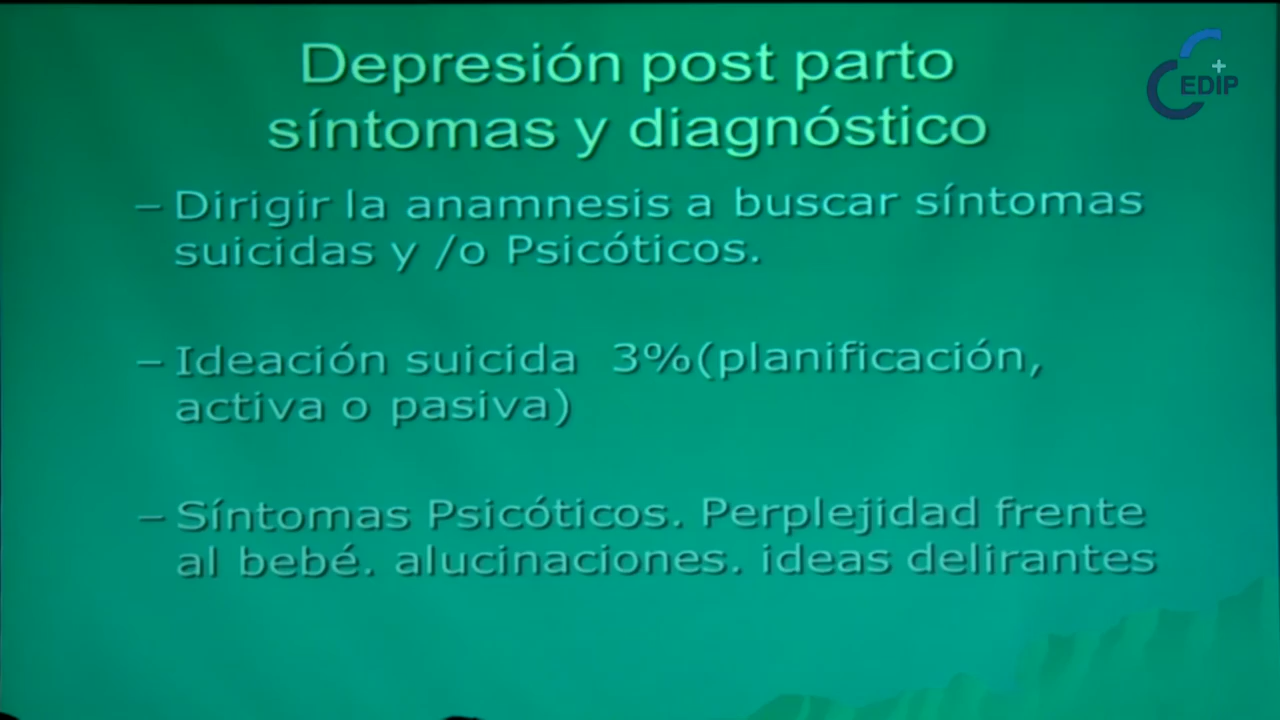 Depresión post parto
síntomas y diagnóstico
– Dirigir la anamnesis a buscar síntomas
suicidas y /o Psicóticos.
– Ideación suicida 3%(planificación,
activa o pasiva)
– Síntomas Psicóticos. Perplejidad frente
al bebé. alucinaciones. ideas delirantes
CEDIP